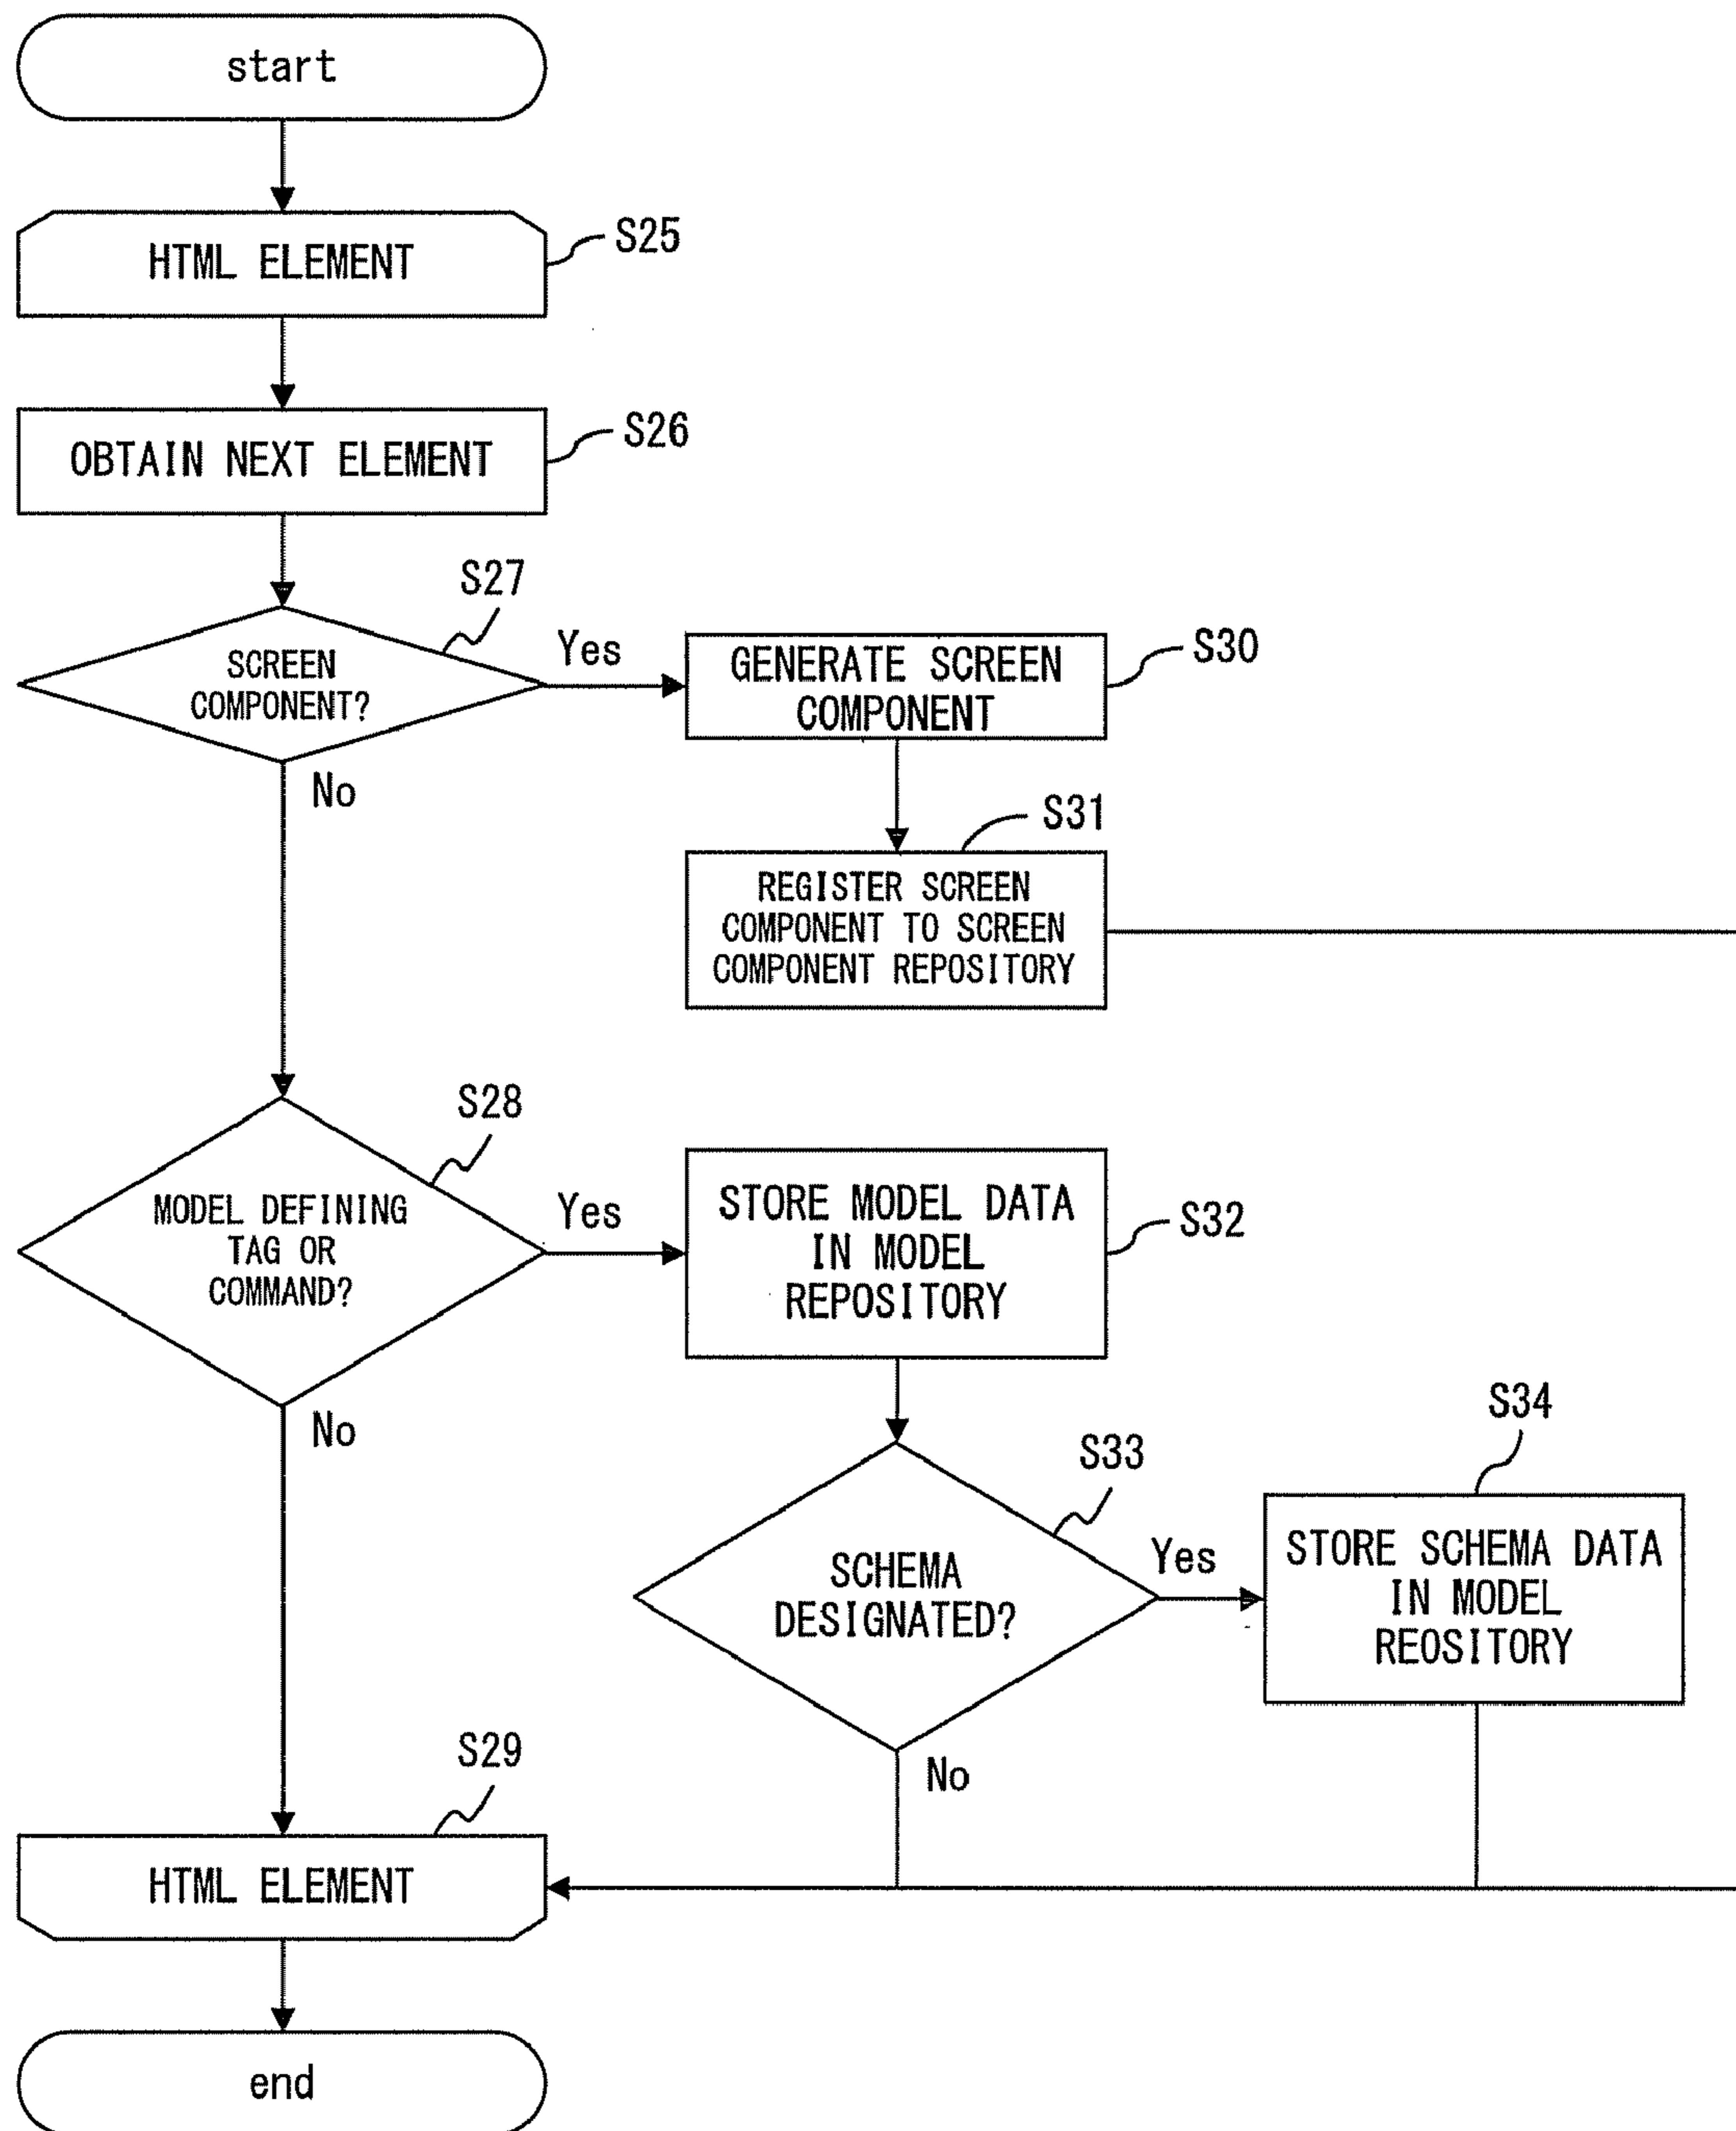 start
HTML ELEMENT
S25
OBTAIN NEXT ELEMENT
S26
S27
SCREEN
COMPONENT?
Yes
No
GENERATE SCREEN
COMPONENT
S30
S31
REGISTER SCREEN
COMPONENT TO SCREEN
COMPONENT REPOSITORY
S28
MODEL DEFINING
TAG OR
COMMAND?
Yes
No
STORE MODEL DATA
IN MODEL
REPOSITORY
S32
S33
SCHEMA
DESIGNATED?
Yes
No
S34
STORE SCHEMA DATA
IN MODEL
REOSITORY
S29
HTML ELEMENT
end